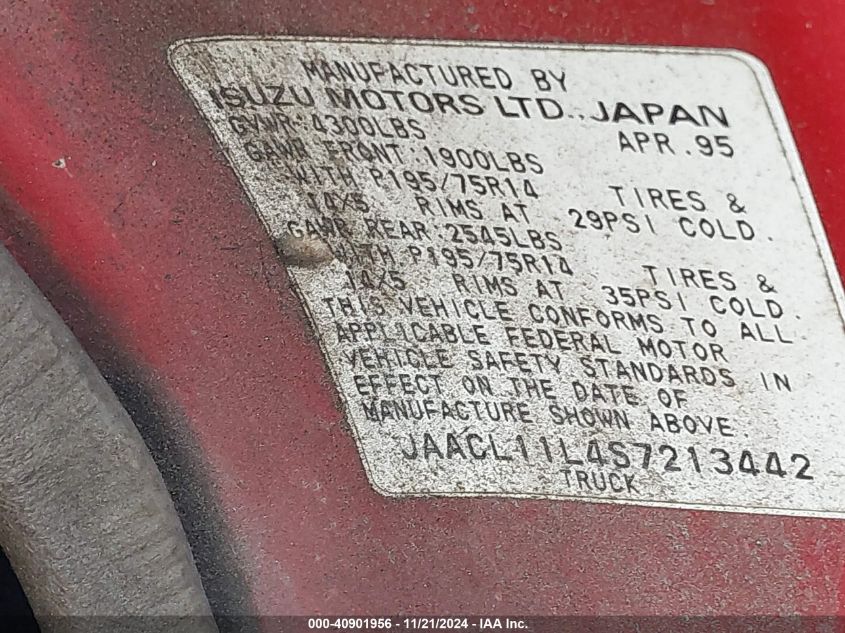 MANUFACTURED BY
ISUZU MOTORS LTD., JAPAN
GVWR: 4300LBS APR.95
GAWR FRONT:1900LBS
WITH P195/75R14 TIRES &
14X5 RIMS AT 29PSI COLD.
GAWR REAR:2545LBS
WITH P195/75R14 TIRES &
14X5 RIMS AT 35PSI COLD.
THIS VEHICLE CONFORMS TO ALL
APPLICABLE FEDERAL MOTOR
VEHICLE SAFETY STANDARDS IN
EFFECT ON THE DATE OF
MANUFACTURE SHOWN ABOVE.
JAACL11L4S7213442
TRUCK
000-40901956 - 11/21/2024 - IAA Inc.